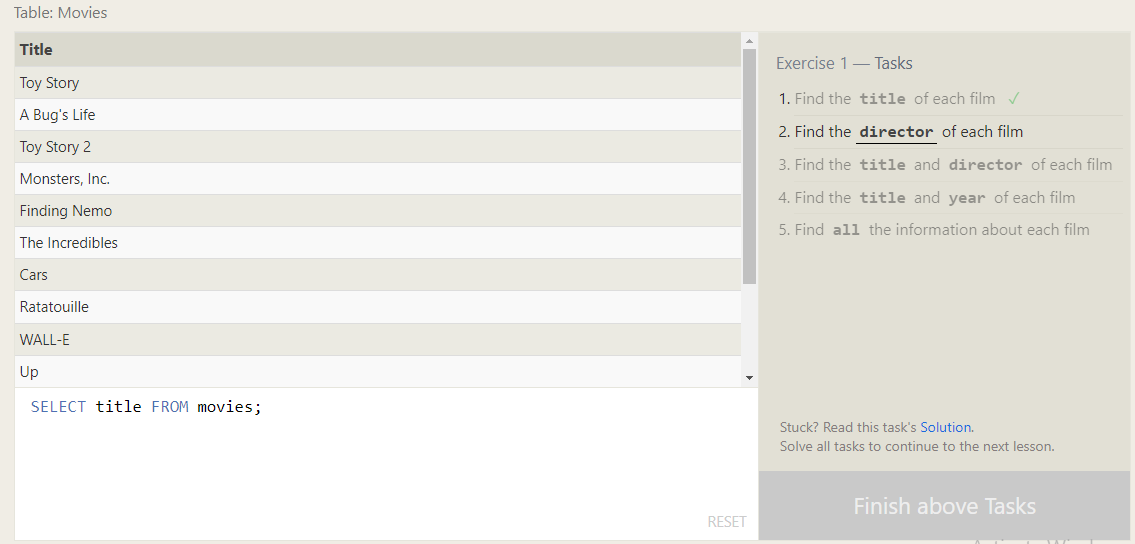 Table: Movies
Title
Toy Story
A Bug's Life
Toy Story 2
Monsters, Inc.
Finding Nemo
The Incredibles
Cars
Ratatouille
WALL-E
Up
SELECT title FROM movies;
RESET
Exercise 1 — Tasks
1. Find the title of each film ✓
2. Find the director of each film
3. Find the title and director of each film
4. Find the title and year of each film
5. Find all the information about each film
Stuck? Read this task's Solution.
Solve all tasks to continue to the next lesson.
Finish above Tasks